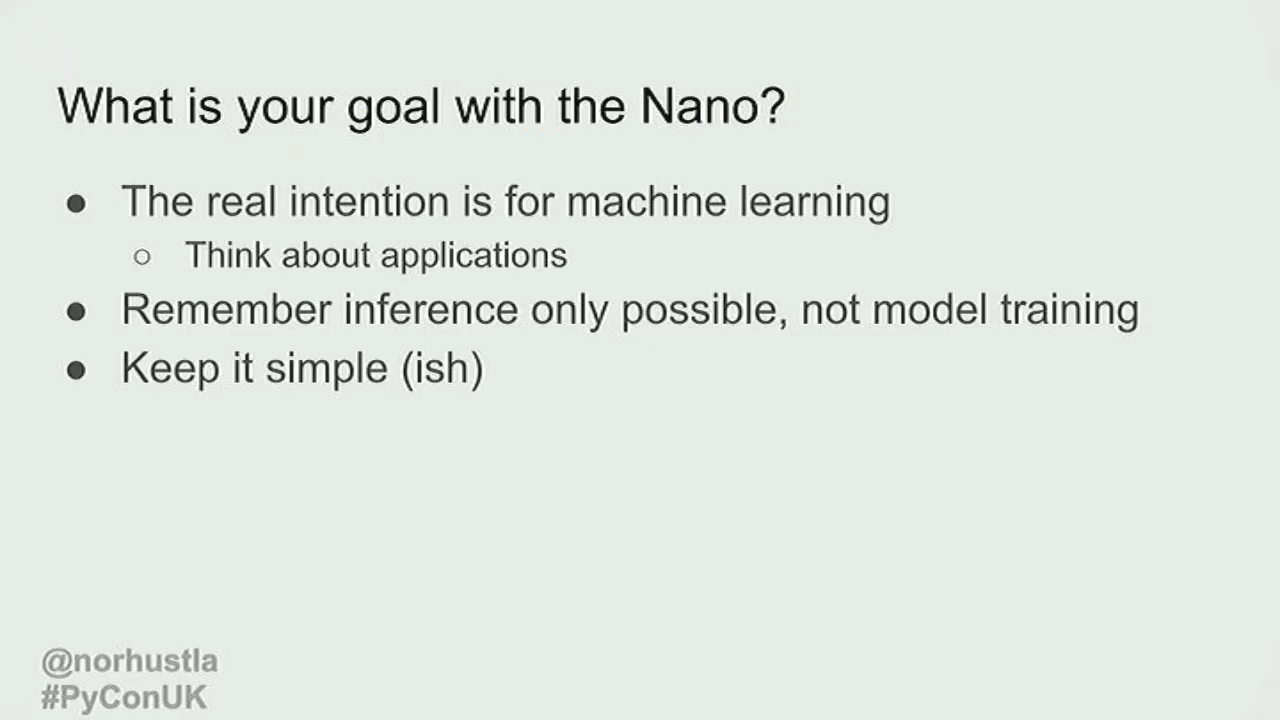 What is your goal with the Nano?
● The real intention is for machine learning
○ Think about applications
● Remember inference only possible, not model training
● Keep it simple (ish)
@norhustla
#PyConUK